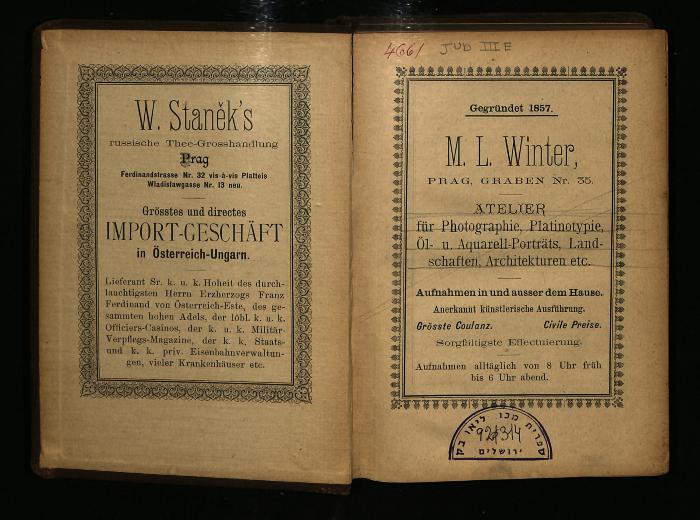 W. Staněk's
russische Thee-Grosshandlung
Prag
Ferdinandstrasse Nr. 32 vis-à-vis Platteis
Wladislawgasse Nr. 13 neu.
Grösstes und directes
IMPORT-GESCHÄFT
in Österreich-Ungarn.
Lieferant Sr. k. u. k. Hoheit des durch-
lauchtigsten Herrn Erzherzogs Franz
Ferdinand von Österreich-Este, des ge-
sammten hohen Adels, der löbl. k. u. k.
Officiers-Casinos, der k. u. k. Militär-
Verpflegs-Magazine, der k. k. Staats-
und k. k. priv. Eisenbahnverwaltun-
gen, vieler Krankenhäuser etc.
4661 JUD III E
Gegründet 1857.
M. L. Winter,
PRAG, GRABEN Nr. 35.
ATELIER
für Photographie, Platinotypie,
Öl- u. Aquarell-Porträts, Land-
schaften, Architekturen etc.
Aufnahmen in und ausser dem Hause.
Anerkannt künstlerische Ausführung.
Grösste Coulanz. Civile Preise.
Sorgfältigste Effectuierung.
Aufnahmen alltäglich von 8 Uhr früh
bis 6 Uhr abend.
ספרית מכון ליאו בק
ירושלים